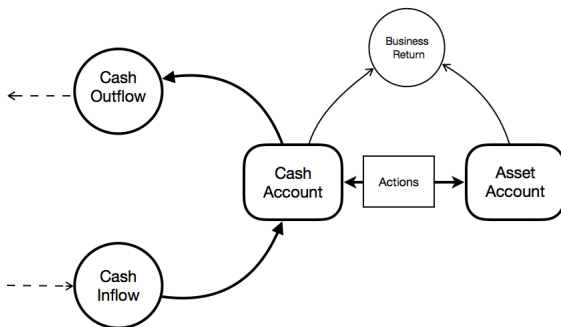 Business
Return
Cash
Outflow
Cash
Account
Actions
Asset
Account
Cash
Inflow